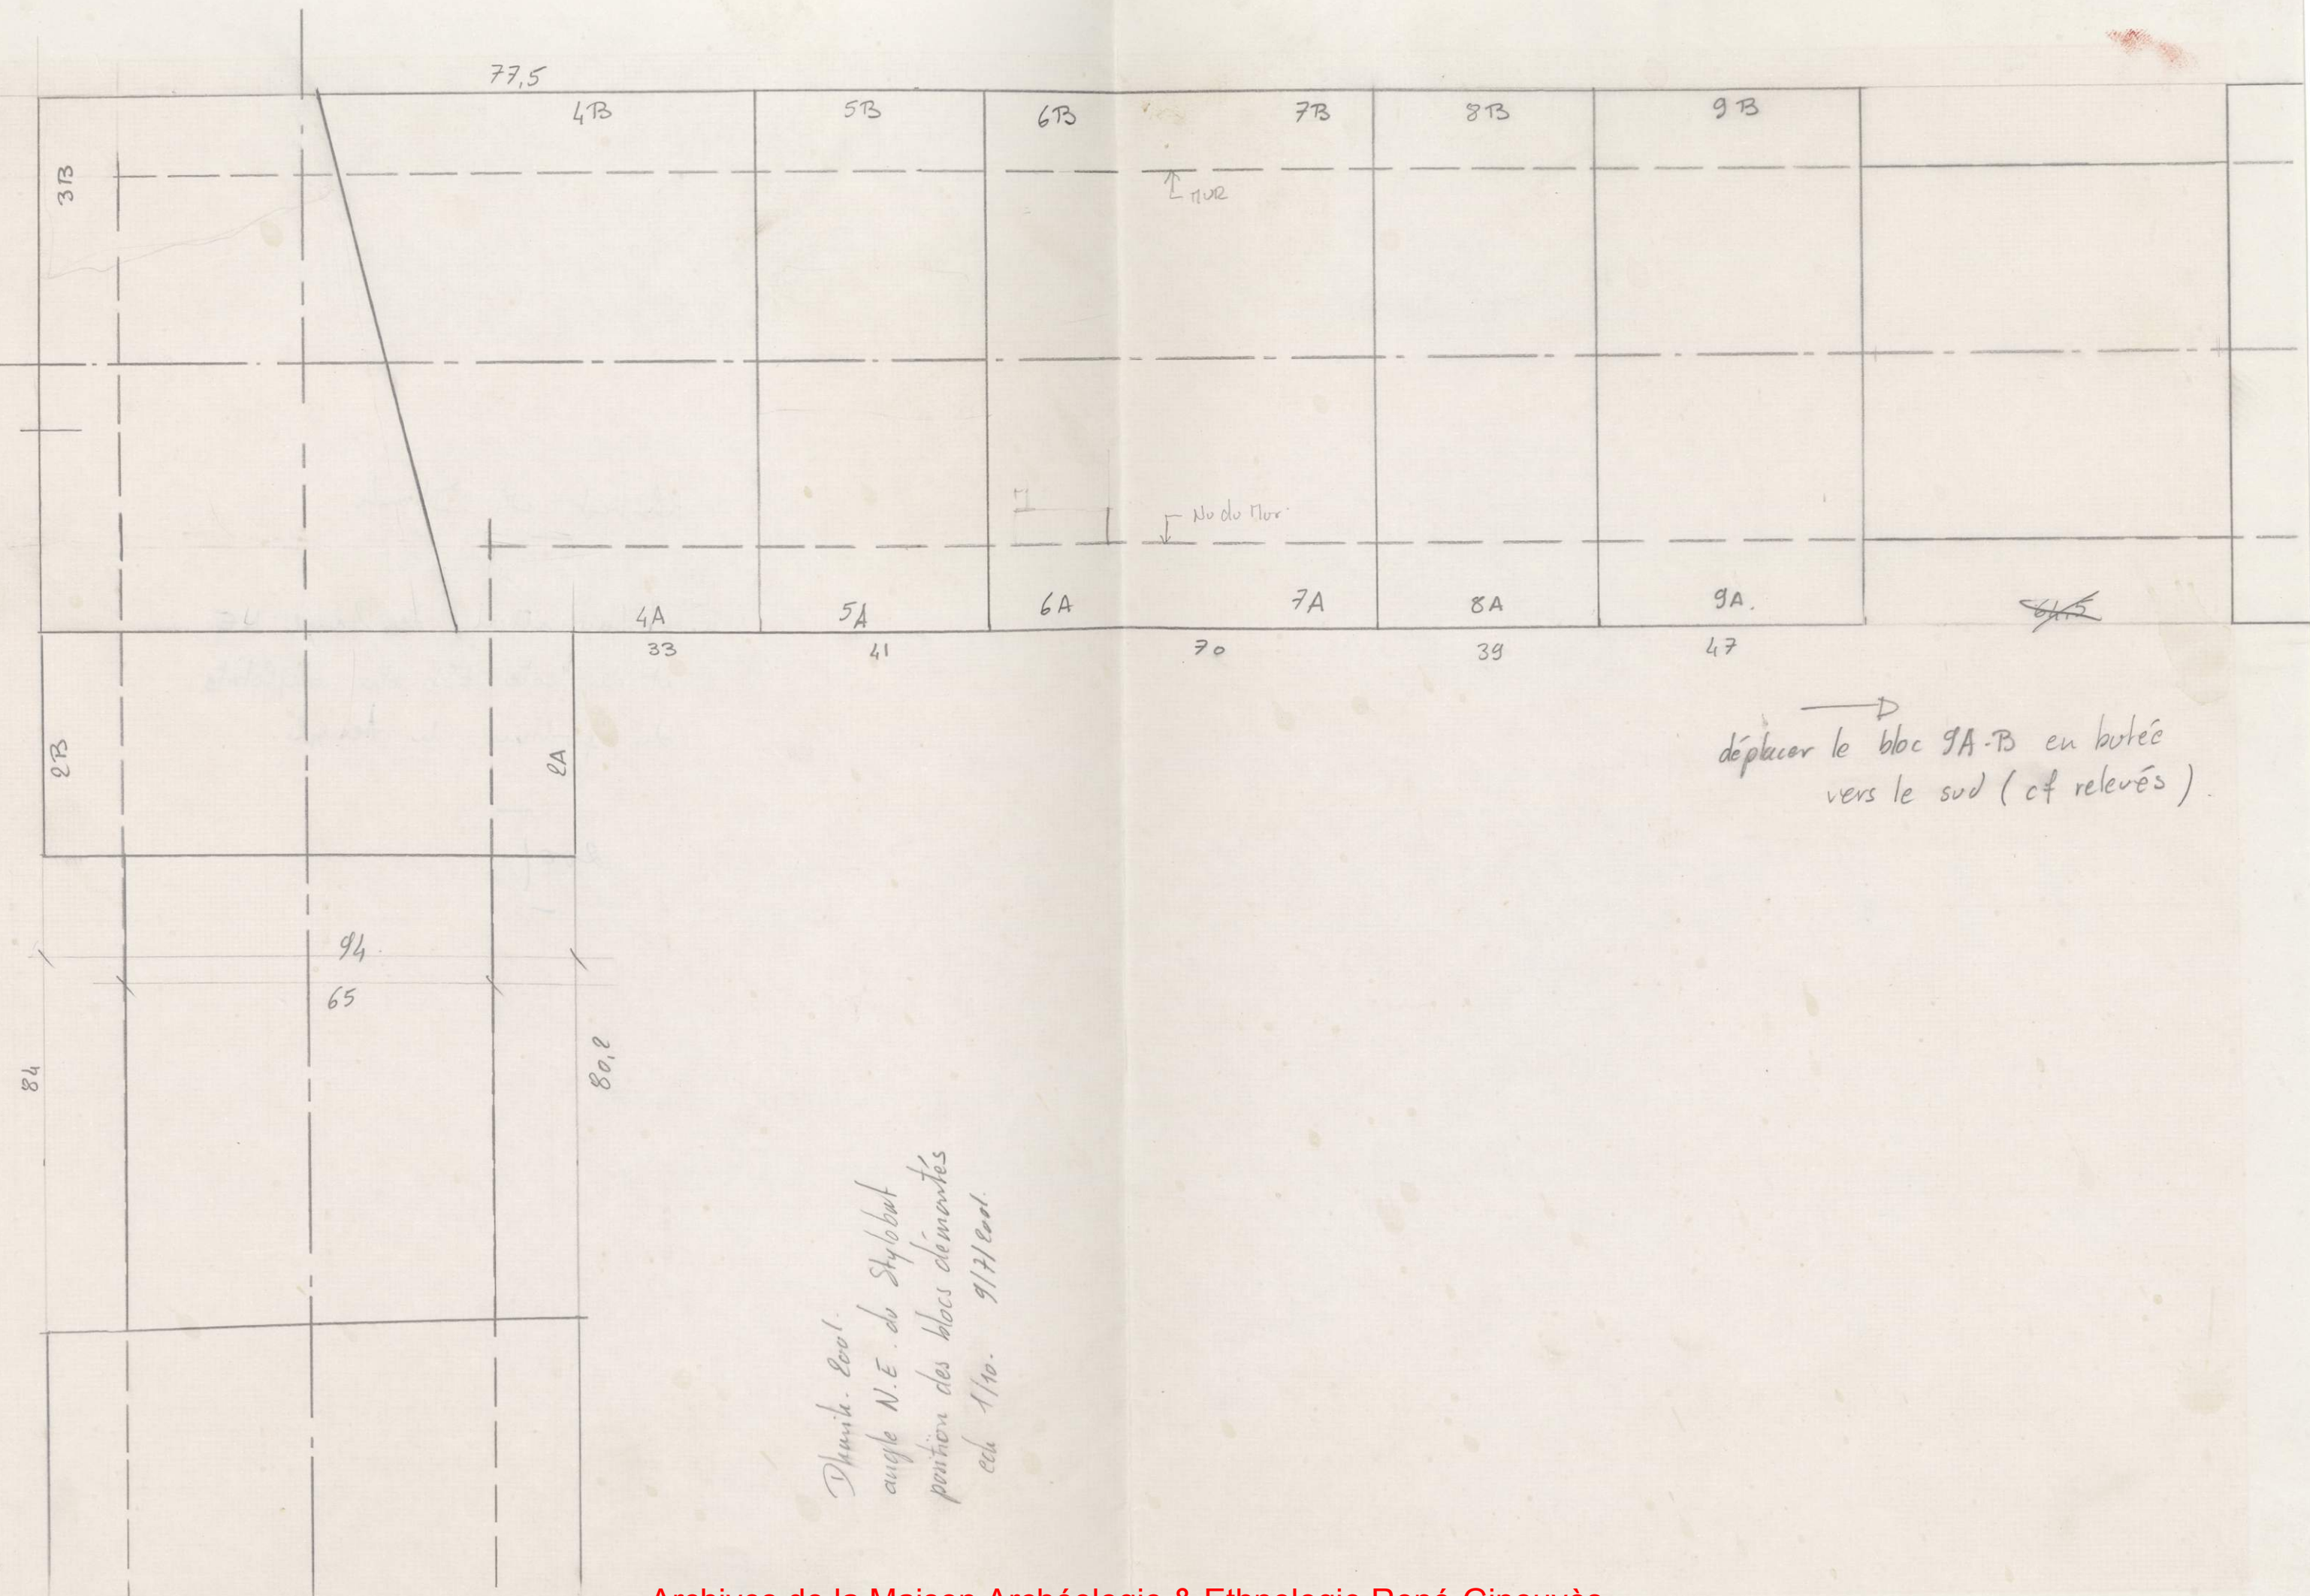 77,5
4B
5B
6B
7B
8B
9B
3B
MUR
Nu du Mur
4A
5A
6A
7A
8A
9A.
64,5
33
41
70
39
47
2B
2A
déplacer le bloc 9A-B en butée
vers le sud (cf relevés).
94
65
84
80,2
2001
angle N.E. du Stylobat
position des blocs démontés
ech 1/10. 9/7/2001.
Archives de la Maison Archéologie & Ethnologie René-Ginouvès